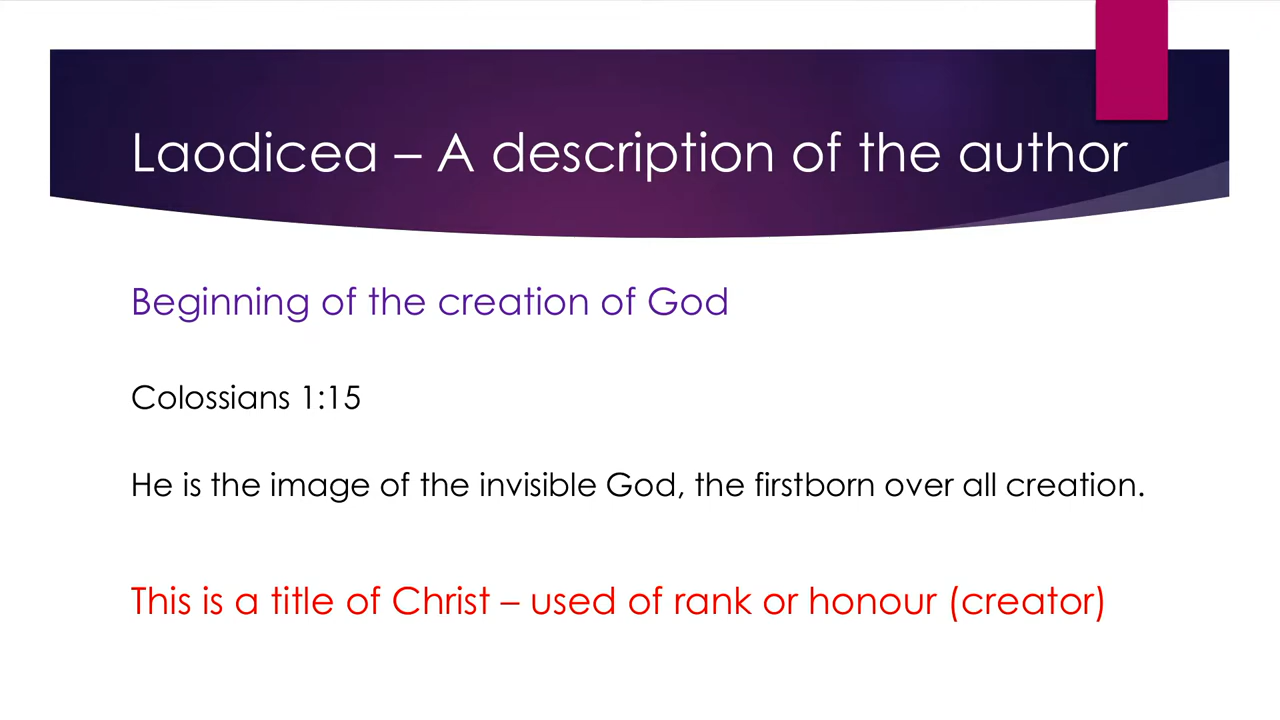 Laodicea – A description of the author
Beginning of the creation of God
Colossians 1:15
He is the image of the invisible God, the firstborn over all creation.
This is a title of Christ – used of rank or honour (creator)